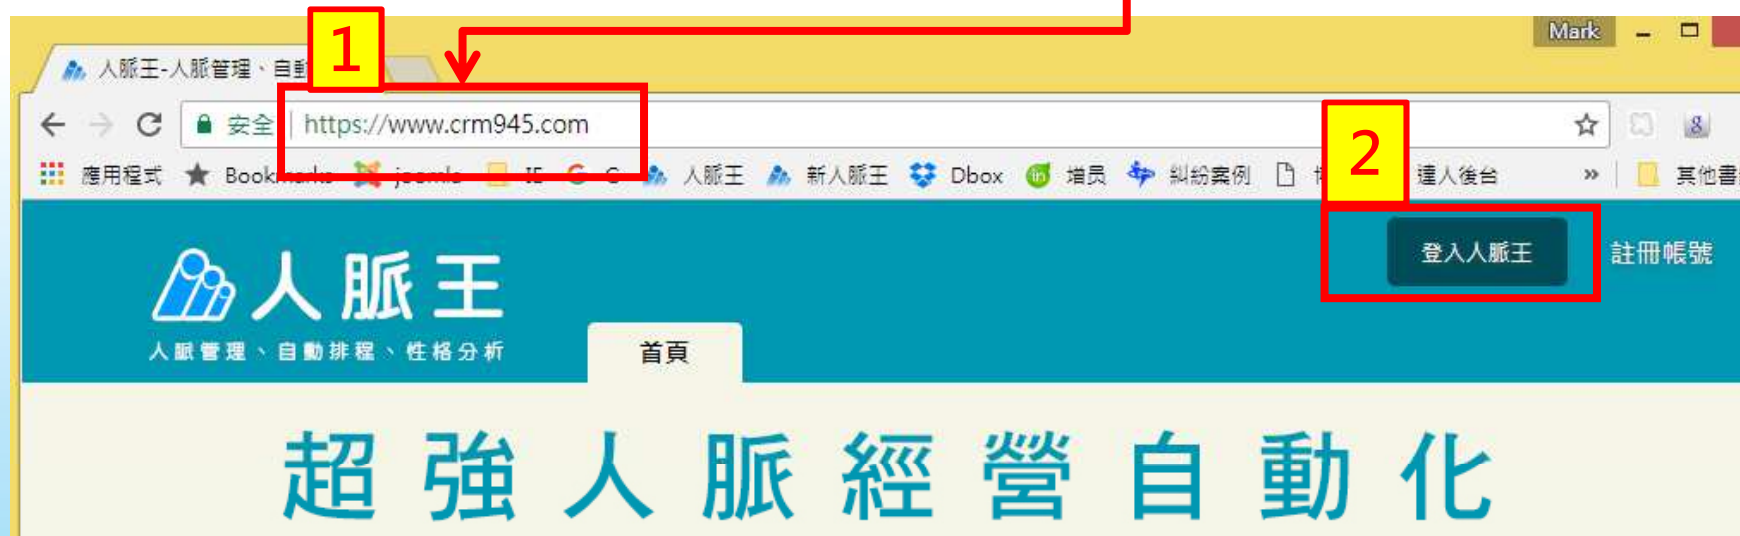 1
Mark
人脈王-人脈管理、自動
安全 https://www.crm945.com
2
應用程式 Bookmarks joomla IE G 人脈王 新人脈王 Dbox 增员 糾紛案例 達人後台 » 其他書
人脈王
登入人脈王 註冊帳號
人脈管理、自動排程、性格分析
首頁
超強人脈經營自動化